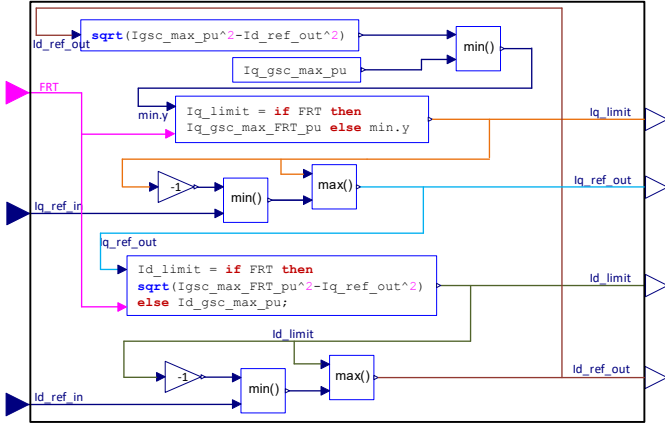 Id_ref_out
sqrt(Igsc_max_pu^2-Id_ref_out^2)
min()
Iq_gsc_max_pu
FRT
min.y
Iq_limit = if FRT then
Iq_gsc_max_FRT_pu else min.y
Iq_limit
-1
min()
max()
Iq_ref_out
Iq_ref_in
Iq_ref_out
Id_limit = if FRT then
sqrt(Igsc_max_FRT_pu^2-Iq_ref_out^2)
else Id_gsc_max_pu;
Id_limit
Id_limit
-1
min()
max()
Id_ref_out
Id_ref_in